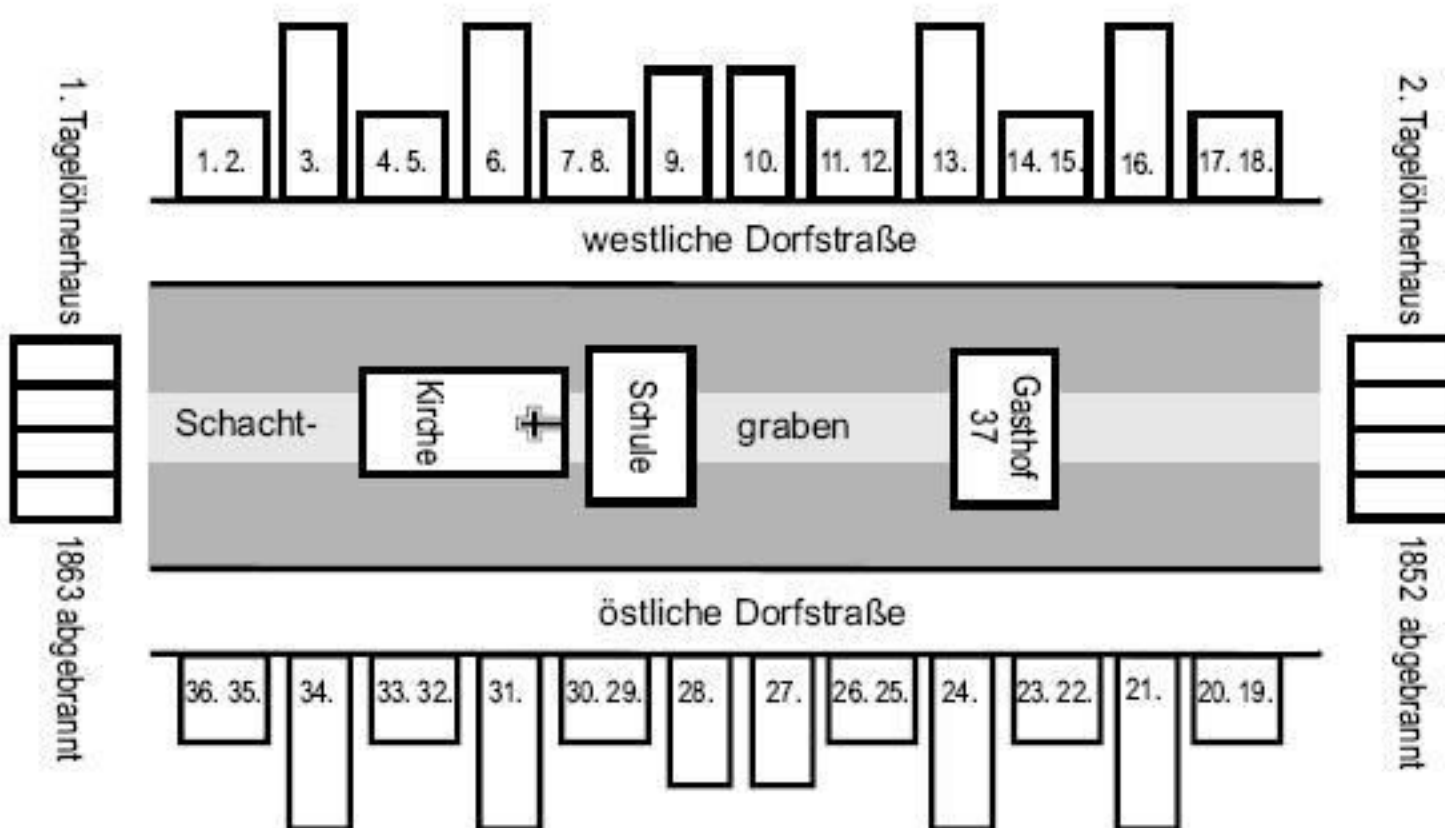 1. Tagelöhnerhaus
1863 abgebrannt
1. 2.
3.
4. 5.
6.
7. 8.
9.
10.
11. 12.
13.
14. 15.
16.
17. 18.
westliche Dorfstraße
Schacht-
Kirche
Schule
graben
Gasthof
37
östliche Dorfstraße
36. 35.
34.
33. 32.
31.
30. 29.
28.
27.
26. 25.
24.
23. 22.
21.
20. 19.
2. Tagelöhnerhaus
1852 abgebrannt